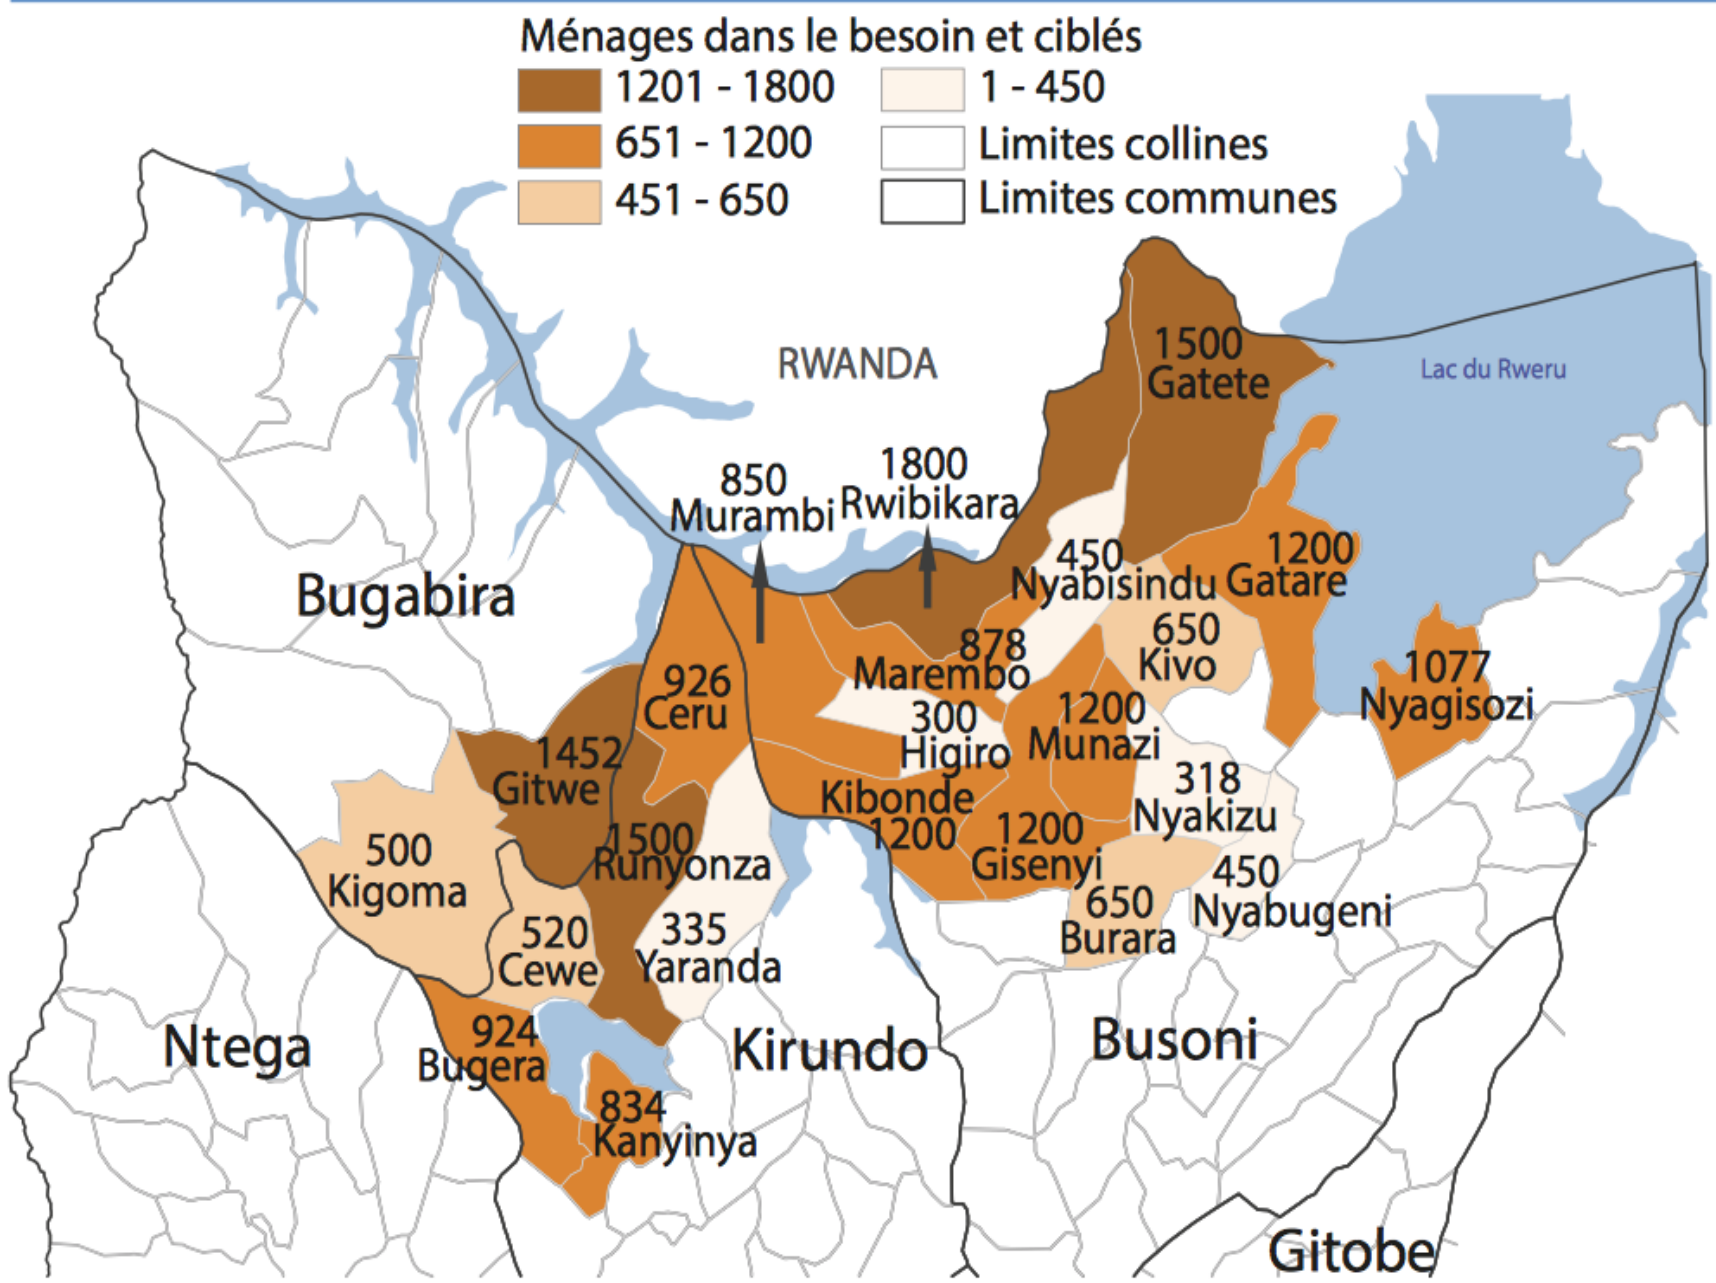 Ménages dans le besoin et ciblés
1201 - 1800
651 - 1200
451 - 650
1 - 450
Limites collines
Limites communes
RWANDA
Lac du Rweru
1500
Gatete
850
Murambi
1800
Rwibikara
450
Nyabisindu
1200
Gatare
Bugabira
650
Kivo
878
Marembo
926
Ceru
1077
Nyagisozi
300
Higiro
1200
Munazi
1452
Gitwe
318
Nyakizu
Kibonde
1200
1200
Gisenyi
1500
Runyonza
500
Kigoma
450
Nyabugeni
650
Burara
520
Cewe
335
Yaranda
924
Bugera
Ntega
Kirundo
Busoni
834
Kanyinya
Gitobe